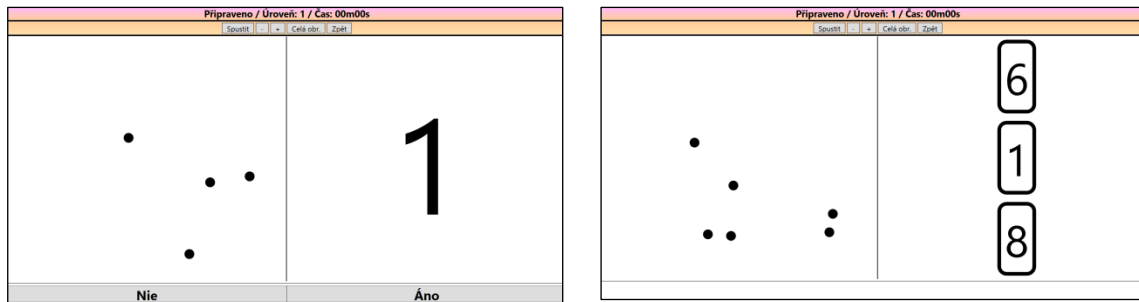 Připraveno / Úroveň: 1 / Čas: 00m00s
Spustit - + Celá obr. Zpět
1
Nie Áno
Připraveno / Úroveň: 1 / Čas: 00m00s
Spustit - + Celá obr. Zpět
6
1
8